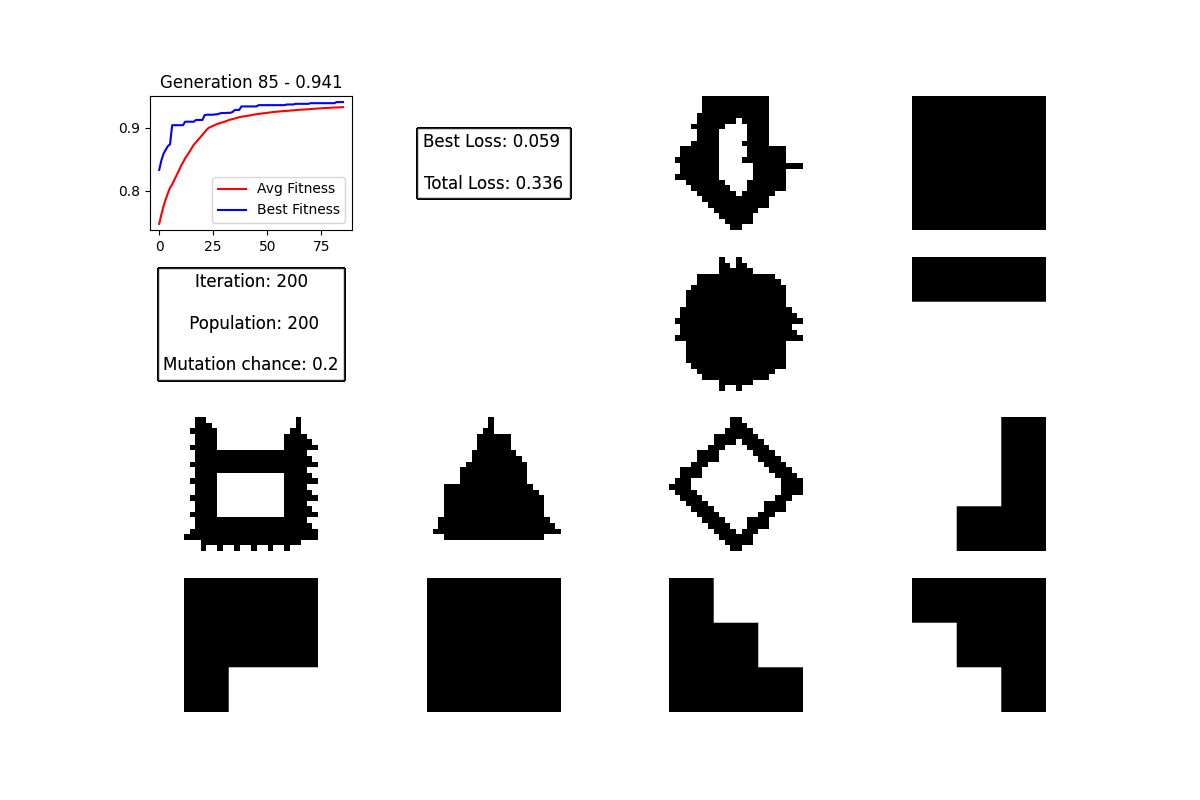 Generation 85 - 0.941
0.9
0.8
Avg Fitness
Best Fitness
0 25 50 75
Best Loss: 0.059
Total Loss: 0.336
Iteration: 200
Population: 200
Mutation chance: 0.2